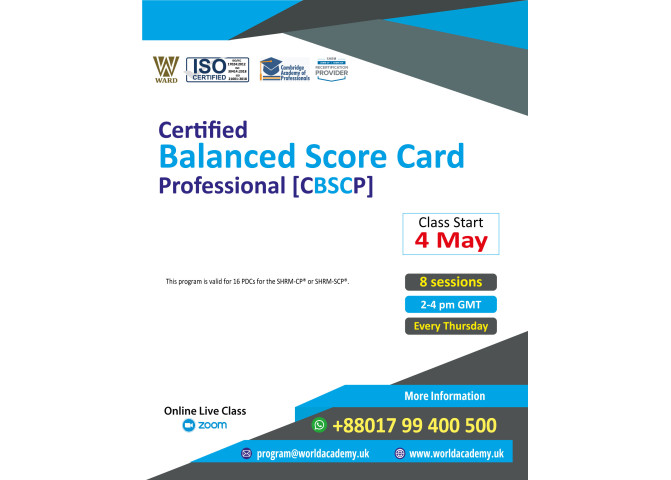 WARD
ISO
CERTIFIED
Cambridge
Academy of
Professionals
RECERTIFICATION
PROVIDER
Certified
Balanced Score Card
Professional [CBSCP]
Class Start
4 May
This program is valid for 16 PDCs for the SHRM-CP® or SHRM-SCP®.
8 sessions
2-4 pm GMT
Every Thursday
More Information
Online Live Class
zoom
+88017 99 400 500
program@worldacademy.uk
www.worldacademy.uk